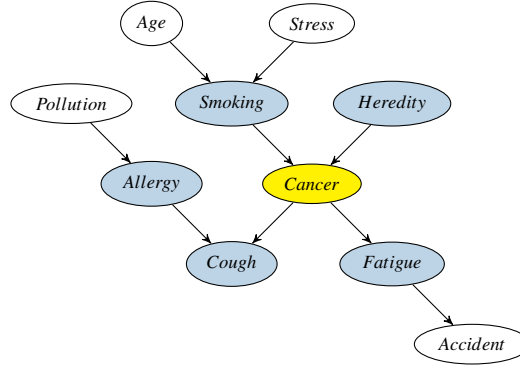 Age
Stress
Pollution
Smoking
Heredity
Allergy
Cancer
Cough
Fatigue
Accident